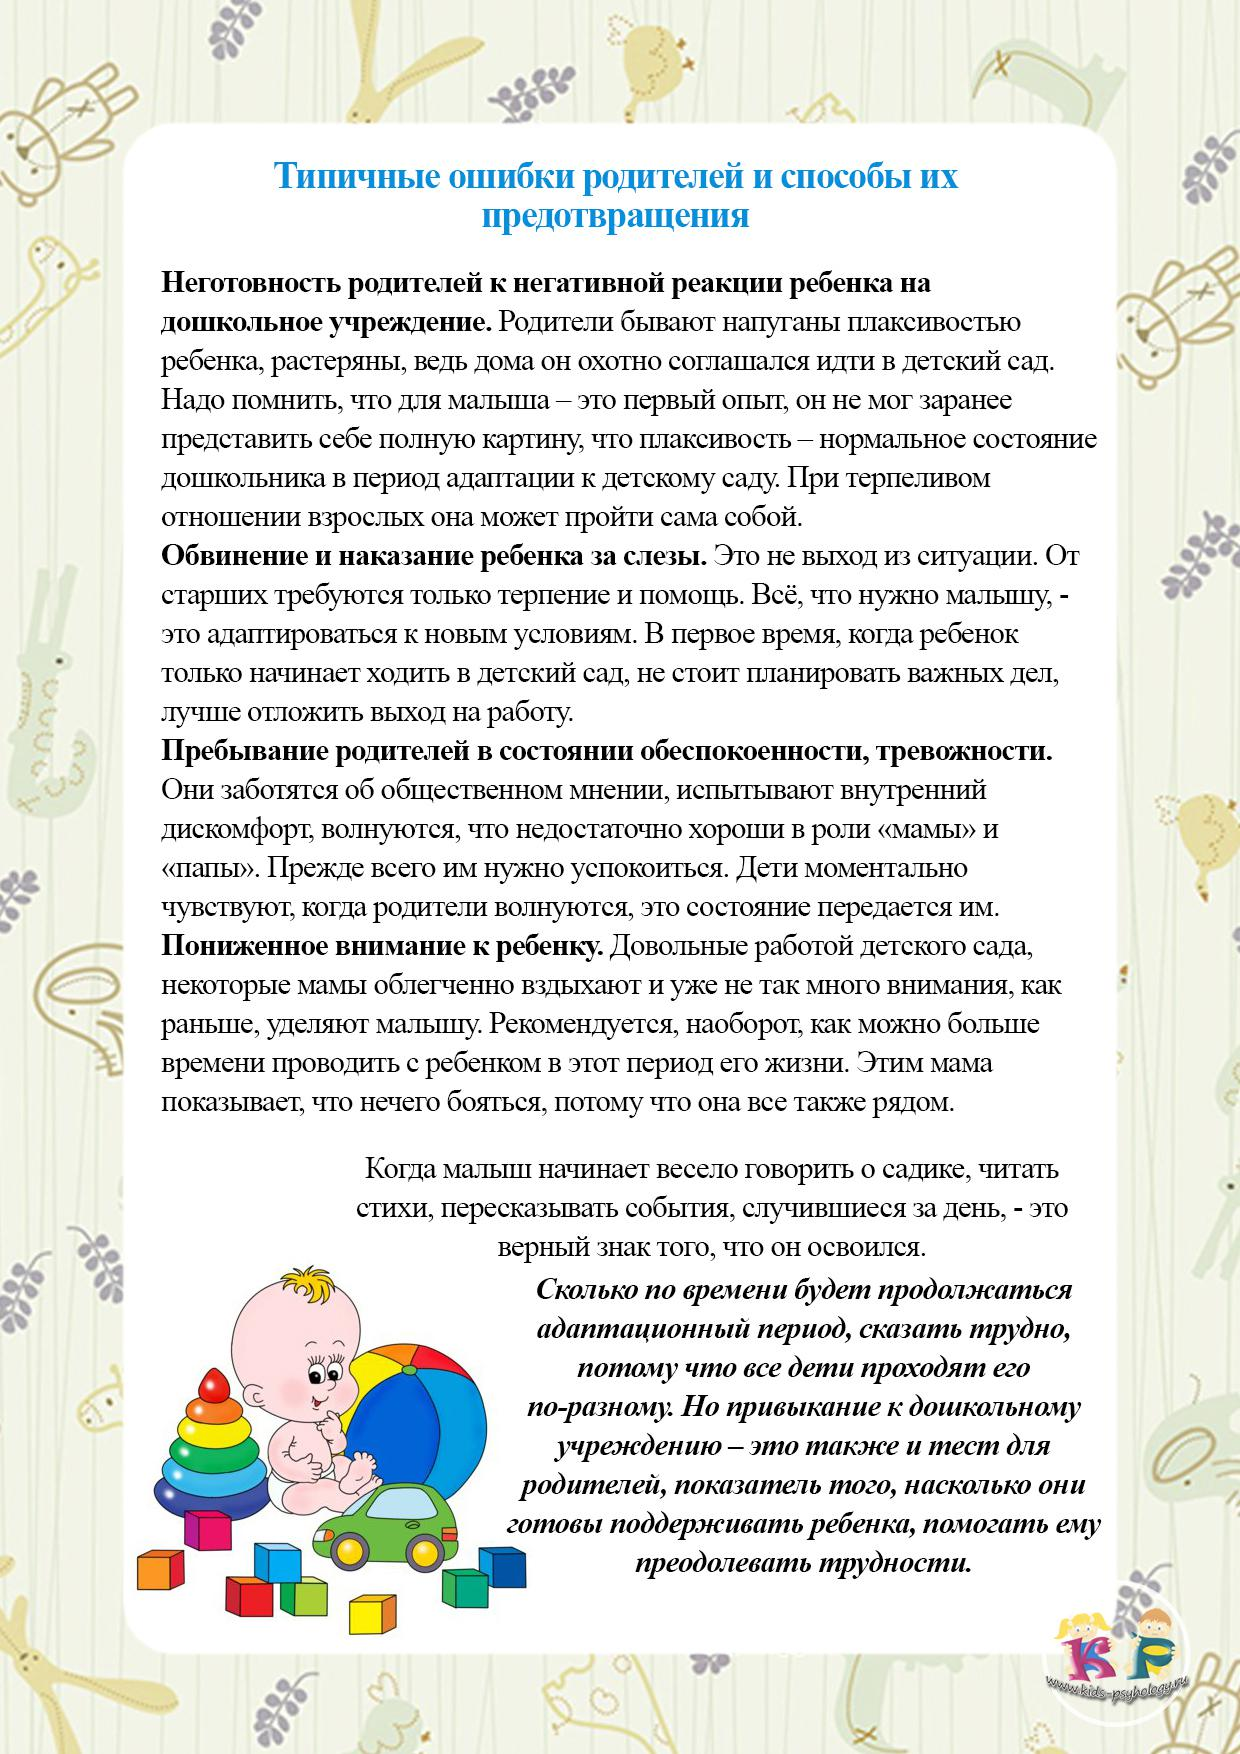 Типичные ошибки родителей и способы их
предотвращения
Неготовность родителей к негативной реакции ребенка на
дошкольное учреждение. Родители бывают напуганы плаксивостью
ребенка, растеряны, ведь дома он охотно соглашался идти в детский сад.
Надо помнить, что для малыша – это первый опыт, он не мог заранее
представить себе полную картину, что плаксивость – нормальное состояние
дошкольника в период адаптации к детскому саду. При терпеливом
отношении взрослых она может пройти сама собой.
Обвинение и наказание ребенка за слезы. Это не выход из ситуации. От
старших требуются только терпение и помощь. Всё, что нужно малышу, -
это адаптироваться к новым условиям. В первое время, когда ребенок
только начинает ходить в детский сад, не стоит планировать важных дел,
лучше отложить выход на работу.
Пребывание родителей в состоянии обеспокоенности, тревожности.
Они заботятся об общественном мнении, испытывают внутренний
дискомфорт, волнуются, что недостаточно хороши в роли «мамы» и
«папы». Прежде всего им нужно успокоиться. Дети моментально
чувствуют, когда родители волнуются, это состояние передается им.
Пониженное внимание к ребенку. Довольные работой детского сада,
некоторые мамы облегченно вздыхают и уже не так много внимания, как
раньше, уделяют малышу. Рекомендуется, наоборот, как можно больше
времени проводить с ребенком в этот период его жизни. Этим мама
показывает, что нечего бояться, потому что она все также рядом.
Когда малыш начинает весело говорить о садике, читать
стихи, пересказывать события, случившиеся за день, - это
верный знак того, что он освоился.
Сколько по времени будет продолжаться
адаптационный период, сказать трудно,
потому что все дети проходят его
по-разному. Но привыкание к дошкольному
учреждению – это также и тест для
родителей, показатель того, насколько они
готовы поддерживать ребенка, помогать ему
преодолевать трудности.
K P
www.kids-psyhology.ru